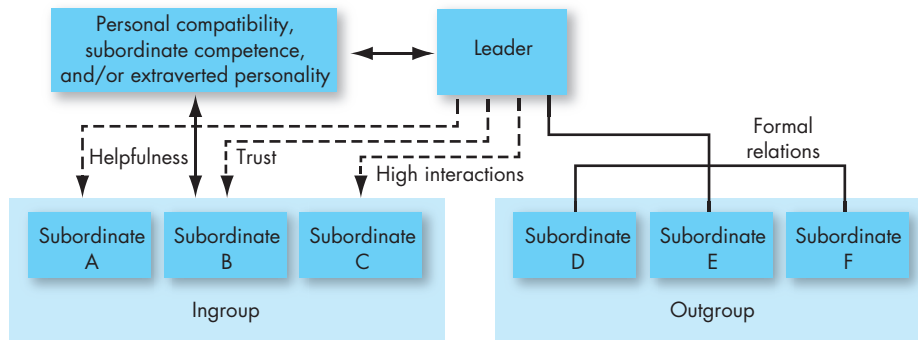 Personal compatibility,
subordinate competence,
and/or extraverted personality
Leader
Helpfulness
Trust
High interactions
Formal
relations
Subordinate
A
Subordinate
B
Subordinate
C
Subordinate
D
Subordinate
E
Subordinate
F
Ingroup
Outgroup